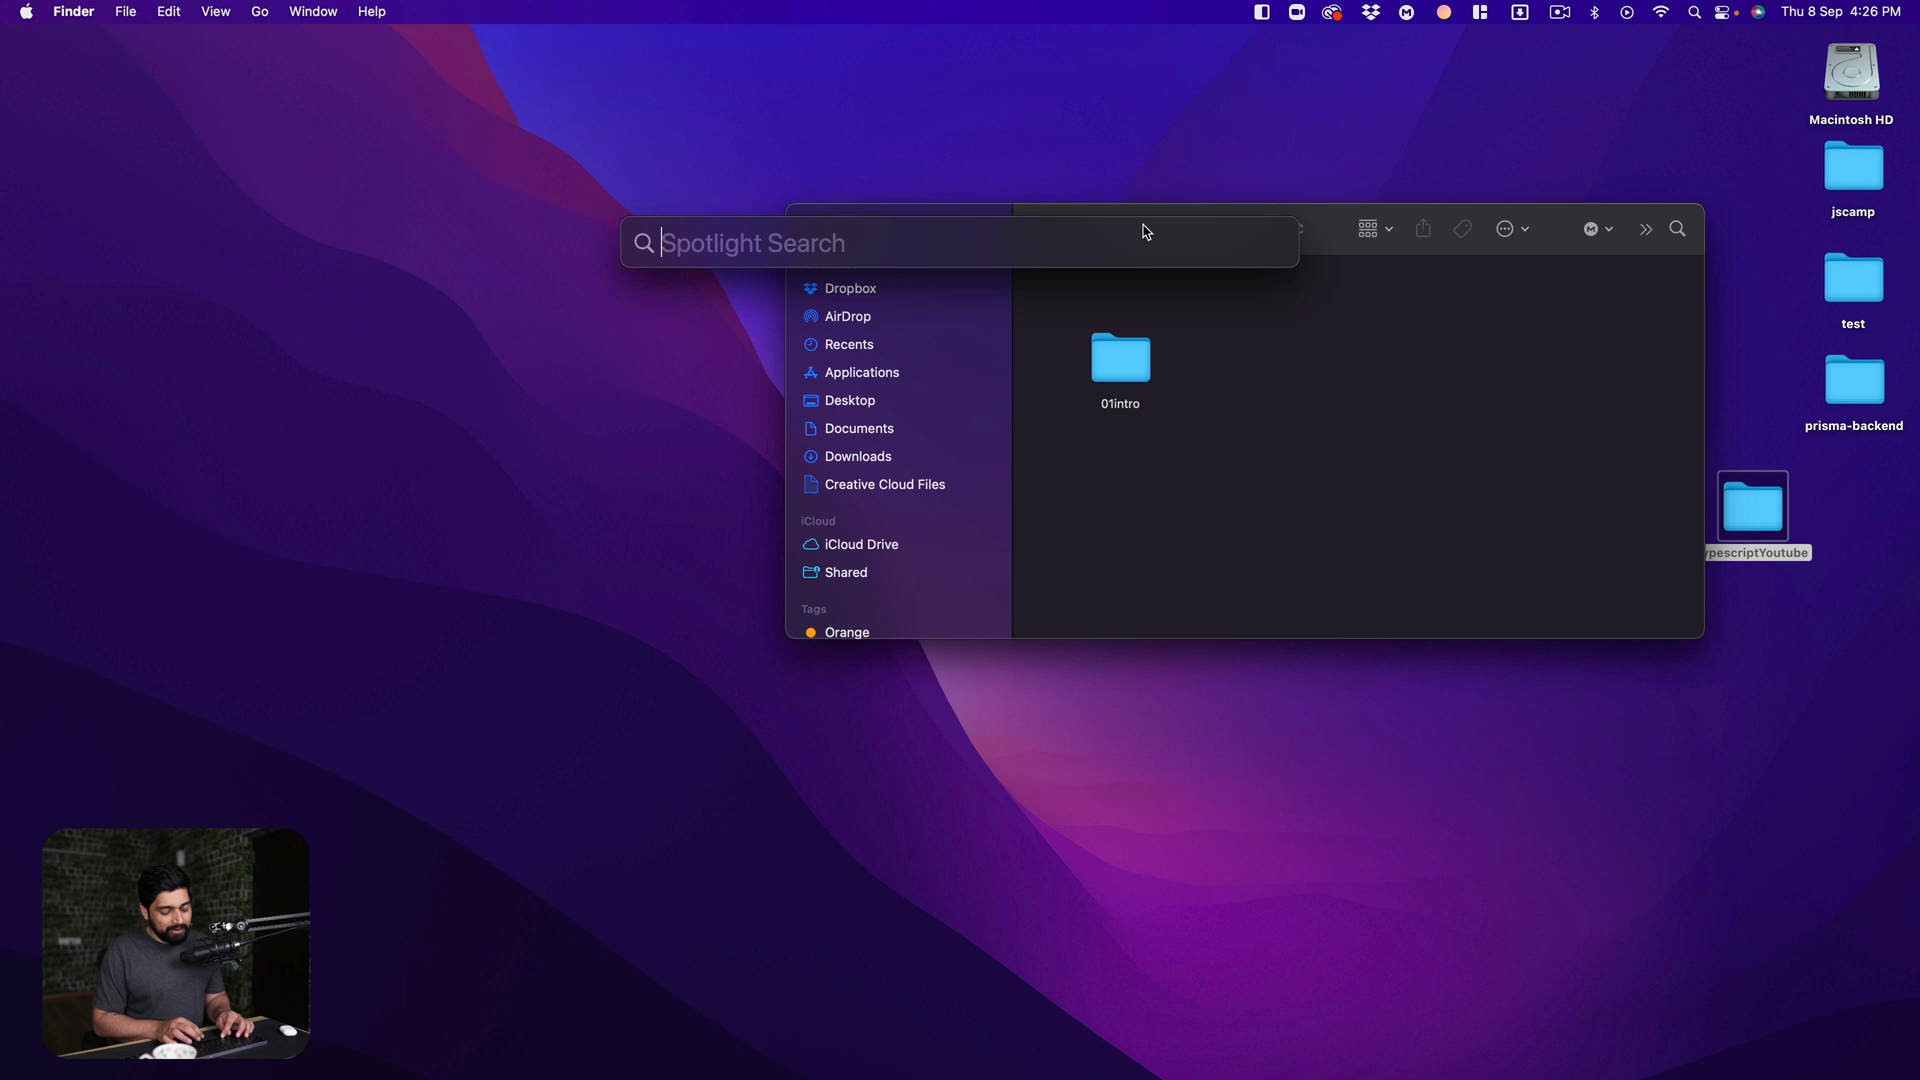 Finder File Edit View Go Window Help
Thu 8 Sep 4:26 PM
Macintosh HD
jscamp
test
prisma-backend
ypescriptYoutube
Spotlight Search
Dropbox
AirDrop
Recents
Applications
Desktop
Documents
Downloads
Creative Cloud Files
iCloud
iCloud Drive
Shared
Tags
Orange
01intro